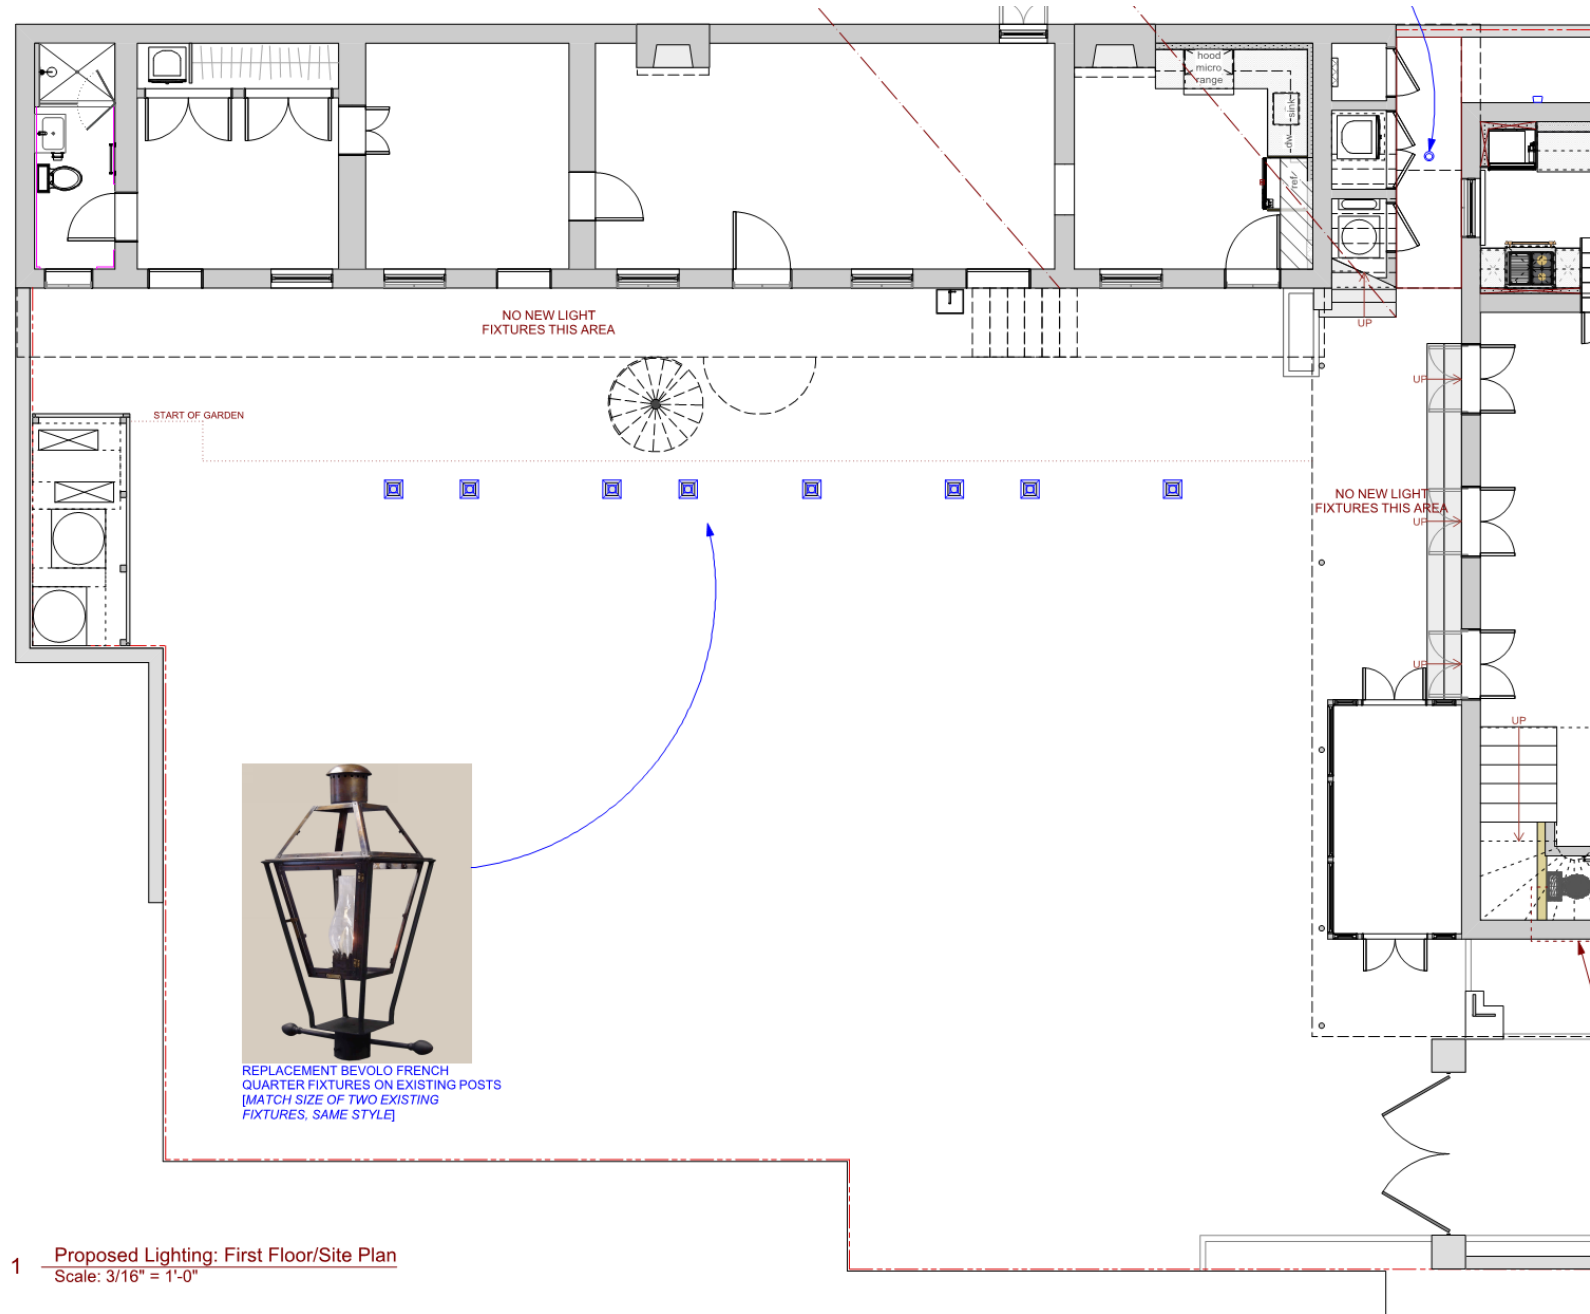 hood
micro
range
sink
dw
ref
UP
NO NEW LIGHT
FIXTURES THIS AREA
UP
START OF GARDEN
NO NEW LIGHT
FIXTURES THIS AREA
UP
UP
UP
REPLACEMENT BEVOLO FRENCH
QUARTER FIXTURES ON EXISTING POSTS
[MATCH SIZE OF TWO EXISTING
FIXTURES, SAME STYLE]
1 Proposed Lighting: First Floor/Site Plan
Scale: 3/16" = 1'-0"